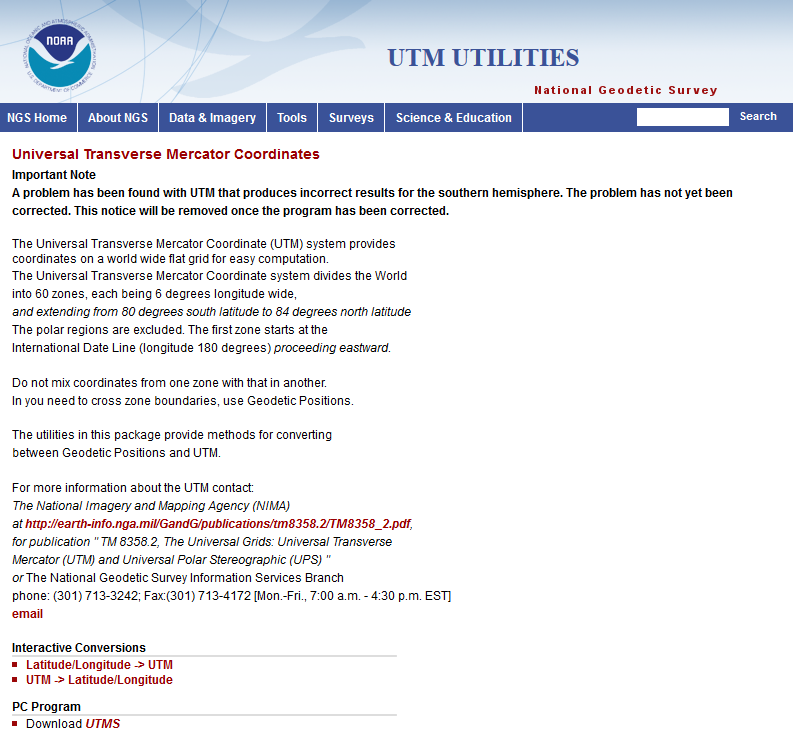 NOAA
NATIONAL OCEANIC AND ATMOSPHERIC ADMINISTRATION
U.S. DEPARTMENT OF COMMERCE
UTM UTILITIES
National Geodetic Survey
NGS Home About NGS Data & Imagery Tools Surveys Science & Education Search
Universal Transverse Mercator Coordinates
Important Note
A problem has been found with UTM that produces incorrect results for the southern hemisphere. The problem has not yet been
corrected. This notice will be removed once the program has been corrected.
The Universal Transverse Mercator Coordinate (UTM) system provides
coordinates on a world wide flat grid for easy computation.
The Universal Transverse Mercator Coordinate system divides the World
into 60 zones, each being 6 degrees longitude wide,
and extending from 80 degrees south latitude to 84 degrees north latitude
The polar regions are excluded. The first zone starts at the
International Date Line (longitude 180 degrees) proceeding eastward.
Do not mix coordinates from one zone with that in another.
In you need to cross zone boundaries, use Geodetic Positions.
The utilities in this package provide methods for converting
between Geodetic Positions and UTM.
For more information about the UTM contact:
The National Imagery and Mapping Agency (NIMA)
at http://earth-info.nga.mil/GandG/publications/tm8358.2/TM8358_2.pdf,
for publication " TM 8358.2, The Universal Grids: Universal Transverse
Mercator (UTM) and Universal Polar Stereographic (UPS) "
or The National Geodetic Survey Information Services Branch
phone: (301) 713-3242; Fax:(301) 713-4172 [Mon.-Fri., 7:00 a.m. - 4:30 p.m. EST]
email
Interactive Conversions
Latitude/Longitude -> UTM
UTM -> Latitude/Longitude
PC Program
Download UTMS